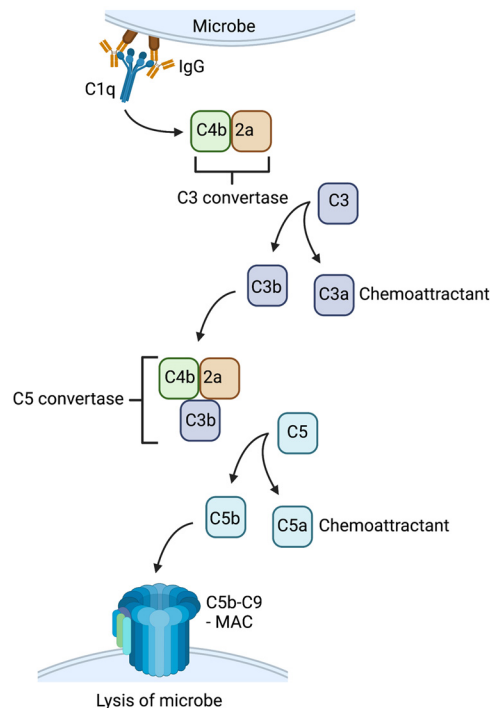 Microbe
IgG
C1q
C4b 2a
C3 convertase
C3
C3b
C3a Chemoattractant
C4b 2a
C5 convertase
C3b
C5
C5b
C5a Chemoattractant
C5b-C9
- MAC
Lysis of microbe